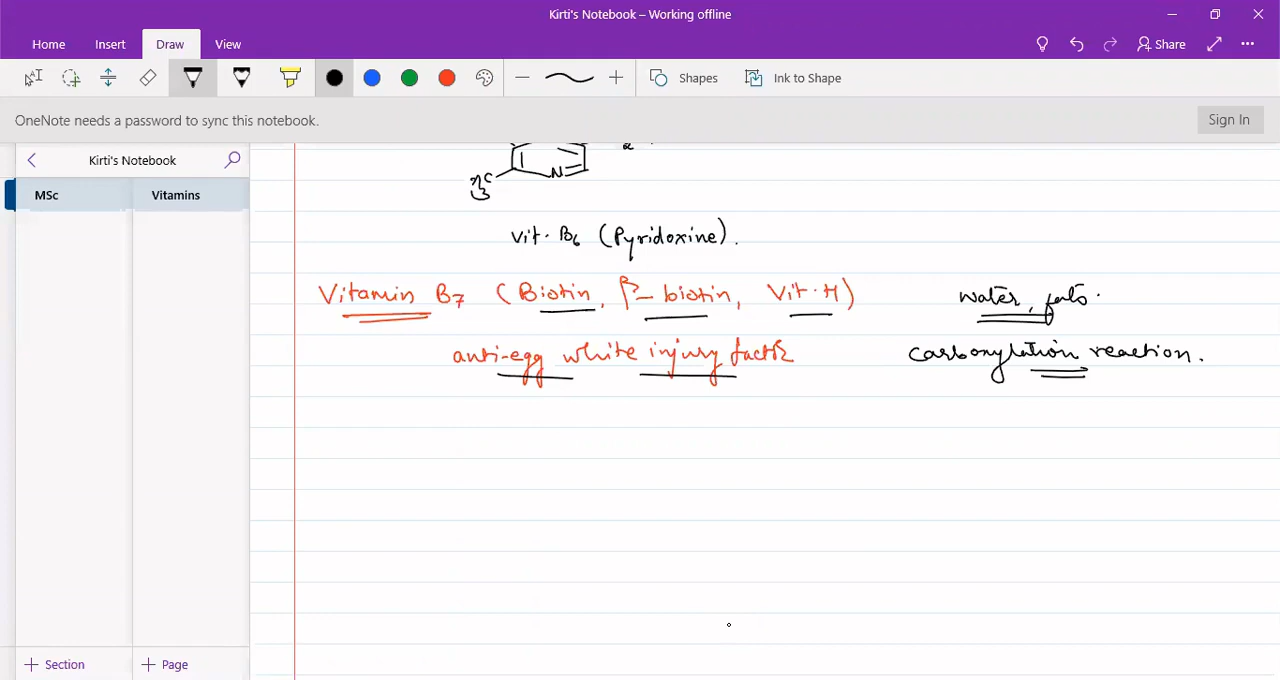 Kirti's Notebook – Working offline
Home Insert Draw View Share
Shapes Ink to Shape
OneNote needs a password to sync this notebook. Sign In
Kirti's Notebook
MSc Vitamins
N
H3C
2
Vit. B6 (Pyridoxine).
Vitamin B7 (Biotin, β-biotin, Vit. H) water, fats.
anti-egg white injury factor carboxylation reaction.
+ Section + Page